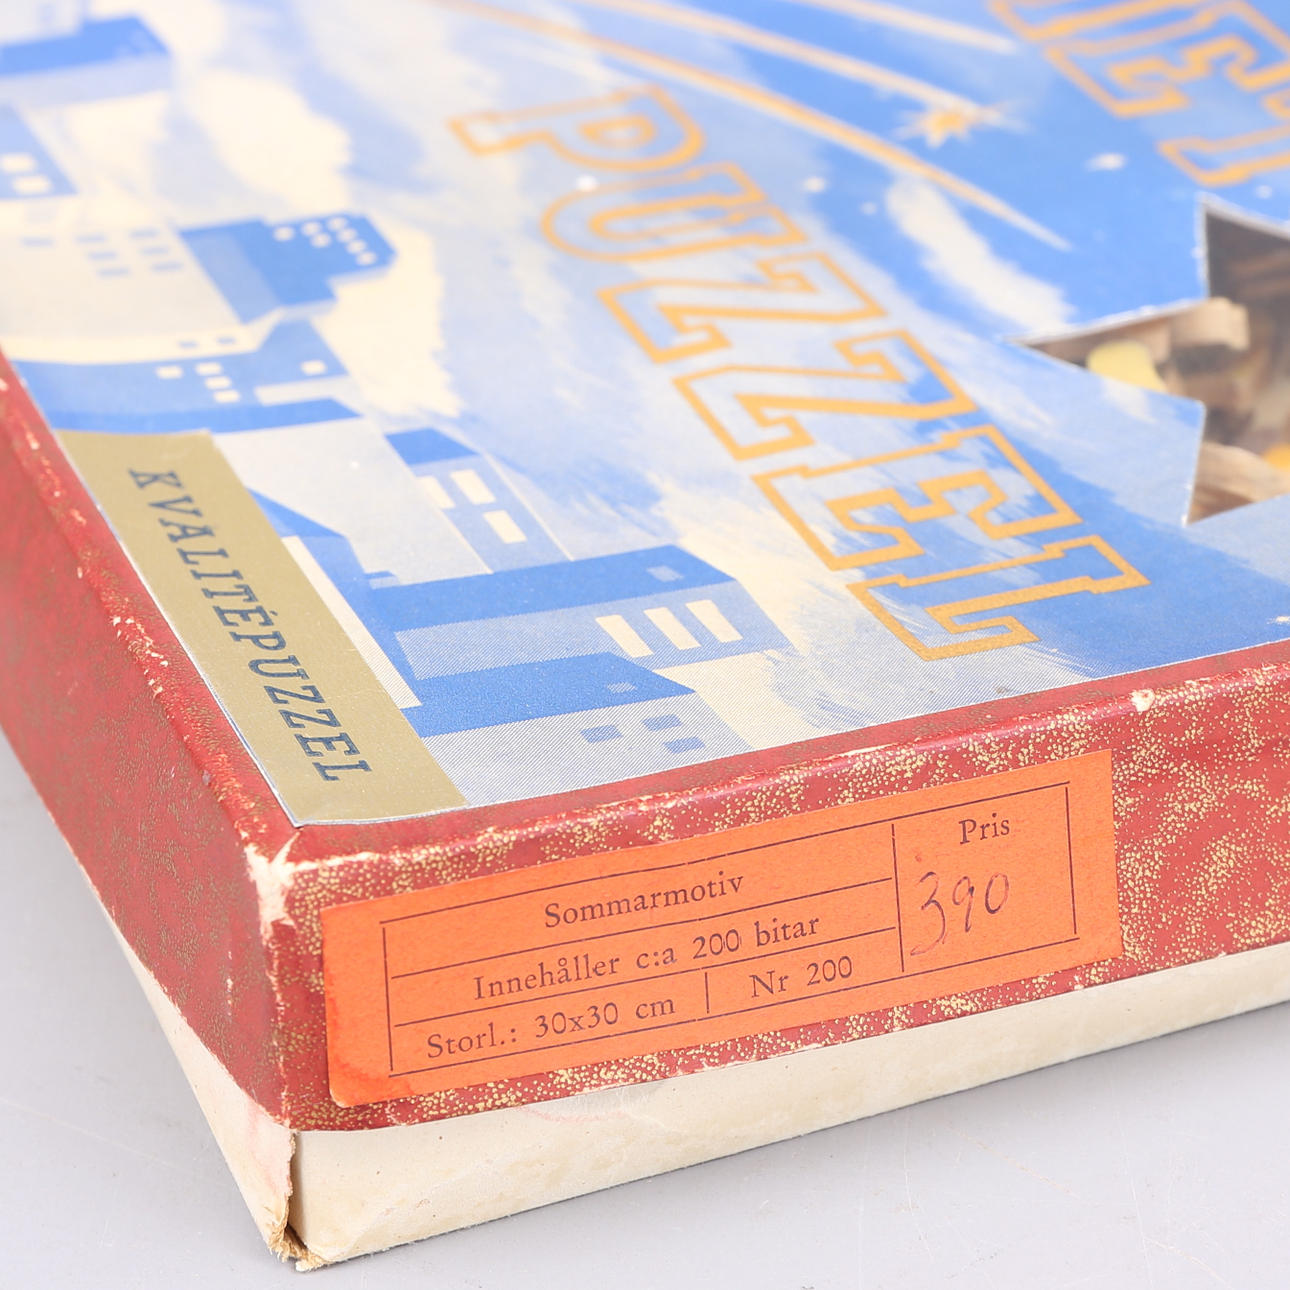 PUZZEL
KVALITÉPUZZEL
Sommarmotiv
Innehåller c:a 200 bitar
Storl.: 30x30 cm
Nr 200
Pris
390